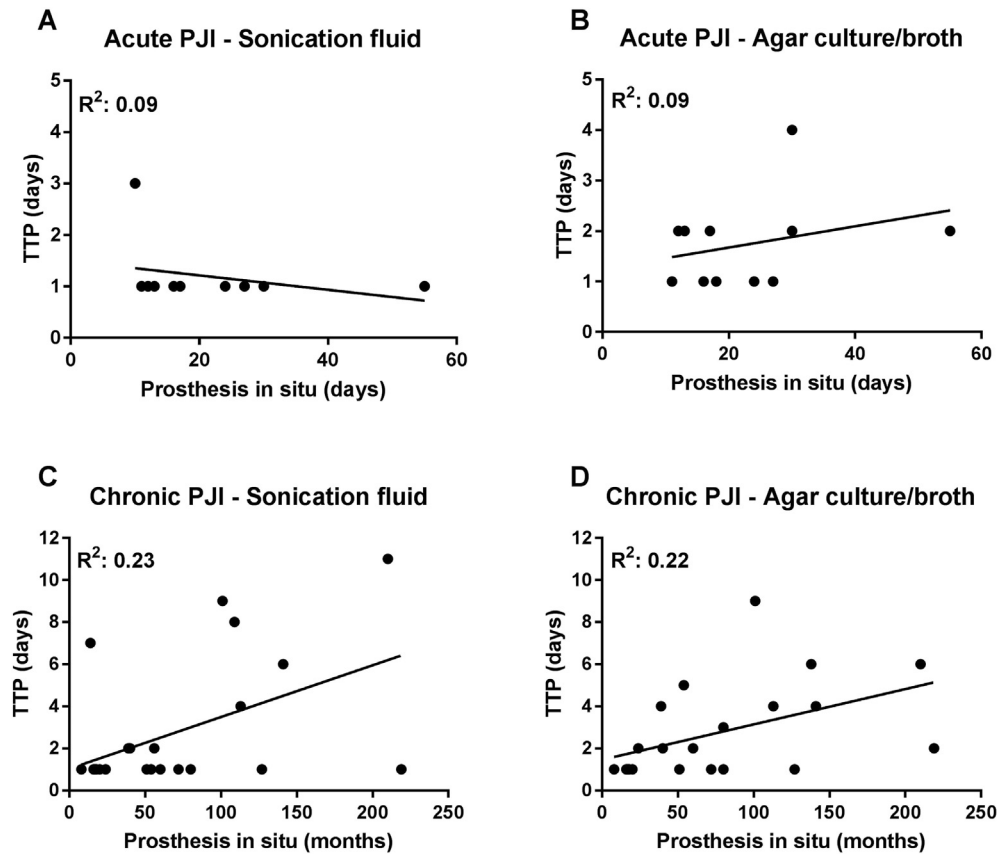 A
Acute PJI - Sonication fluid
R²: 0.09
TTP (days)
5
4
3
2
1
0
0 20 40 60
Prosthesis in situ (days)
B
Acute PJI - Agar culture/broth
R²: 0.09
TTP (days)
5
4
3
2
1
0
0 20 40 60
Prosthesis in situ (days)
C
Chronic PJI - Sonication fluid
R²: 0.23
TTP (days)
12
10
8
6
4
2
0
0 50 100 150 200 250
Prosthesis in situ (months)
D
Chronic PJI - Agar culture/broth
R²: 0.22
TTP (days)
12
10
8
6
4
2
0
0 50 100 150 200 250
Prosthesis in situ (months)